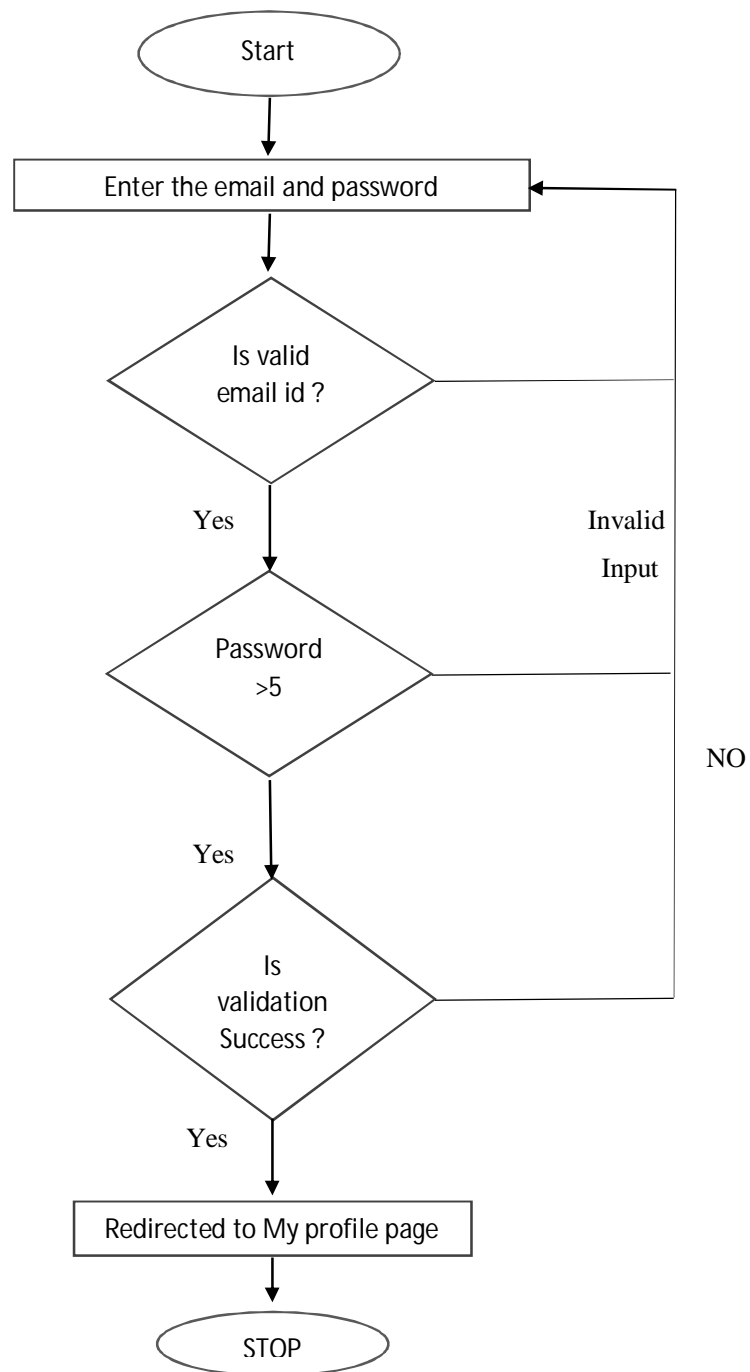 Start
Enter the email and password
Is valid
email id ?
Yes
Invalid
Input
Password
>5
NO
Yes
Is
validation
Success ?
Yes
Redirected to My profile page
STOP